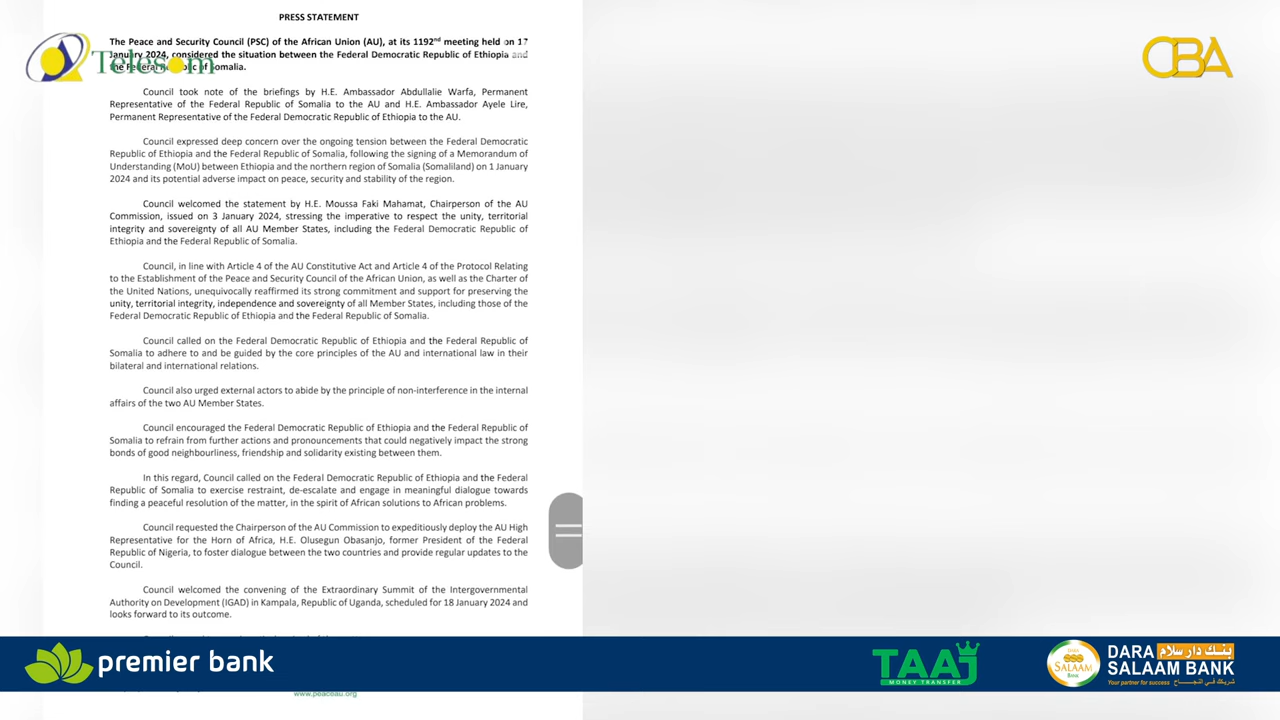 PRESS STATEMENT
The Peace and Security Council (PSC) of the African Union (AU), at its 1192nd meeting held on 17
January 2024, considered the situation between the Federal Democratic Republic of Ethiopia and
the Federal Republic of Somalia.
Telesom
CBA
Council took note of the briefings by H.E. Ambassador Abdullalie Warfa, Permanent
Representative of the Federal Republic of Somalia to the AU and H.E. Ambassador Ayele Lire,
Permanent Representative of the Federal Democratic Republic of Ethiopia to the AU.
Council expressed deep concern over the ongoing tension between the Federal Democratic
Republic of Ethiopia and the Federal Republic of Somalia, following the signing of a Memorandum of
Understanding (MoU) between Ethiopia and the northern region of Somalia (Somaliland) on 1 January
2024 and its potential adverse impact on peace, security and stability of the region.
Council welcomed the statement by H.E. Moussa Faki Mahamat, Chairperson of the AU
Commission, issued on 3 January 2024, stressing the imperative to respect the unity, territorial
integrity and sovereignty of all AU Member States, including the Federal Democratic Republic of
Ethiopia and the Federal Republic of Somalia.
Council, in line with Article 4 of the AU Constitutive Act and Article 4 of the Protocol Relating
to the Establishment of the Peace and Security Council of the African Union, as well as the Charter of
the United Nations, unequivocally reaffirmed its strong commitment and support for preserving the
unity, territorial integrity, independence and sovereignty of all Member States, including those of the
Federal Democratic Republic of Ethiopia and the Federal Republic of Somalia.
Council called on the Federal Democratic Republic of Ethiopia and the Federal Republic of
Somalia to adhere to and be guided by the core principles of the AU and international law in their
bilateral and international relations.
Council also urged external actors to abide by the principle of non-interference in the internal
affairs of the two AU Member States.
Council encouraged the Federal Democratic Republic of Ethiopia and the Federal Republic of
Somalia to refrain from further actions and pronouncements that could negatively impact the strong
bonds of good neighbourliness, friendship and solidarity existing between them.
In this regard, Council called on the Federal Democratic Republic of Ethiopia and the Federal
Republic of Somalia to exercise restraint, de-escalate and engage in meaningful dialogue towards
finding a peaceful resolution of the matter, in the spirit of African solutions to African problems.
Council requested the Chairperson of the AU Commission to expeditiously deploy the AU High
Representative for the Horn of Africa, H.E. Olusegun Obasanjo, former President of the Federal
Republic of Nigeria, to foster dialogue between the two countries and provide regular updates to the
Council.
Council welcomed the convening of the Extraordinary Summit of the Intergovernmental
Authority on Development (IGAD) in Kampala, Republic of Uganda, scheduled for 18 January 2024 and
looks forward to its outcome.
premier bank
TAAJ
MONEY TRANSFER
SALAAM
BANK
DARA بنك دار سلام
SALAAM BANK
Your partner for success شريكك في النجاح
www.peaceau.org